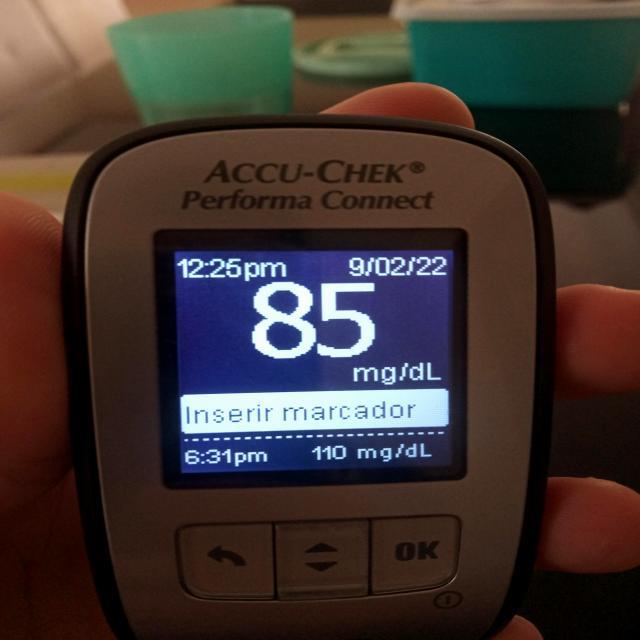 ACCU-CHEK®
Performa Connect
12:25pm 9/02/22
85
mg/dL
Inserir marcador
6:31pm 110 mg/dL
OK